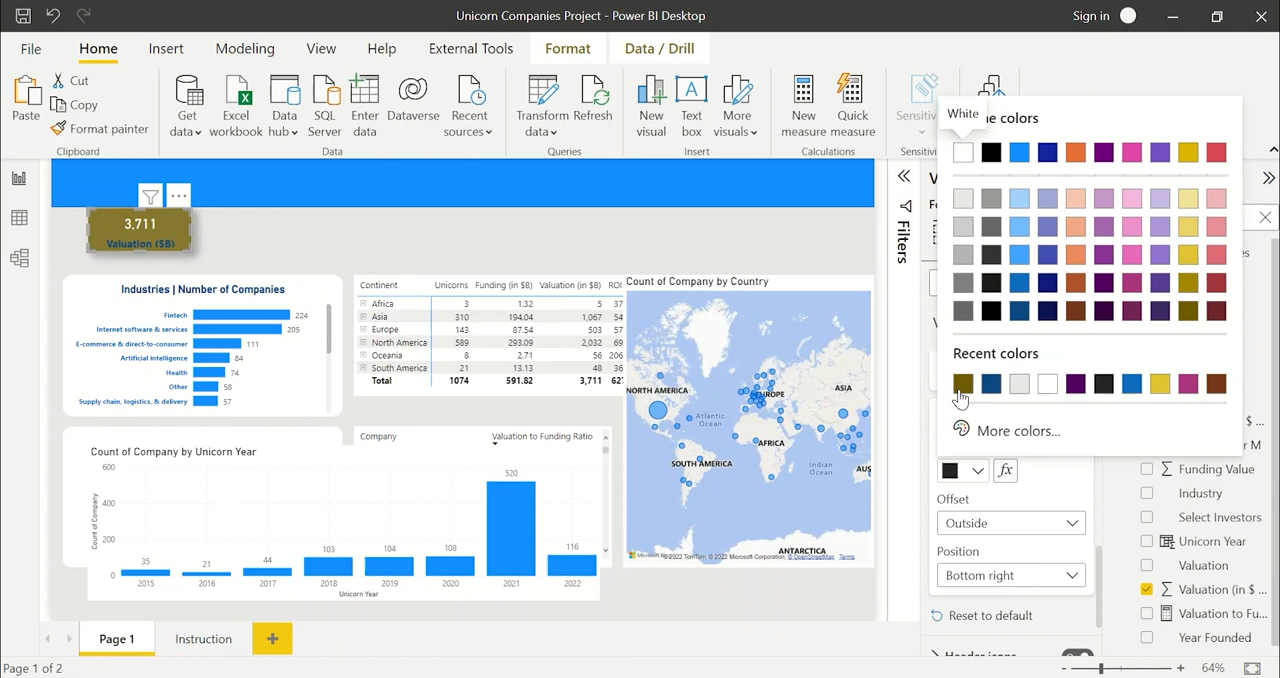 Unicorn Companies Project - Power BI Desktop
Sign in
File Home Insert Modeling View Help External Tools Format Data / Drill
Paste
Cut
Copy
Format painter
Clipboard
Get data
Excel workbook
Data hub
SQL Server
Enter data
Dataverse
Recent sources
Data
Transform data
Refresh
Queries
New visual
Text box
More visuals
Insert
New measure
Quick measure
Calculations
White
3,711
Valuation ($B)
Industries | Number of Companies
Fintech 224
Internet software & services 205
E-commerce & direct-to-consumer 111
Artificial intelligence 84
Health 74
Other 58
Supply chain, logistics, & delivery 57
Continent Unicorns Funding (in $B) Valuation (in $B) ROI
Africa 3 1.32 5 37
Asia 310 194.04 1,067 54
Europe 143 87.54 503 57
North America 589 293.09 2,032 69
Oceania 8 2.71 56 206
South America 21 13.13 48 36
Total 1074 591.82 3,711 627
Count of Company by Country
NORTH AMERICA
EUROPE
ASIA
Atlantic Ocean
AFRICA
SOUTH AMERICA
Indian Ocean
AUS
ANTARCTICA
© 2022 TomTom, © 2022 Microsoft Corporation, © OpenStreetMap Terms
Count of Company by Unicorn Year
Count of Company
600
400
200
0
35
21
44
103
104
108
520
116
2015 2016 2017 2018 2019 2020 2021 2022
Unicorn Year
Company Valuation to Funding Ratio
Filters
Recent colors
More colors...
fx
Offset
Outside
Position
Bottom right
Reset to default
Funding Value
Industry
Select Investors
Unicorn Year
Valuation
Valuation (in $ ...
Valuation to Fu...
Year Founded
Page 1
Instruction
Page 1 of 2
64%